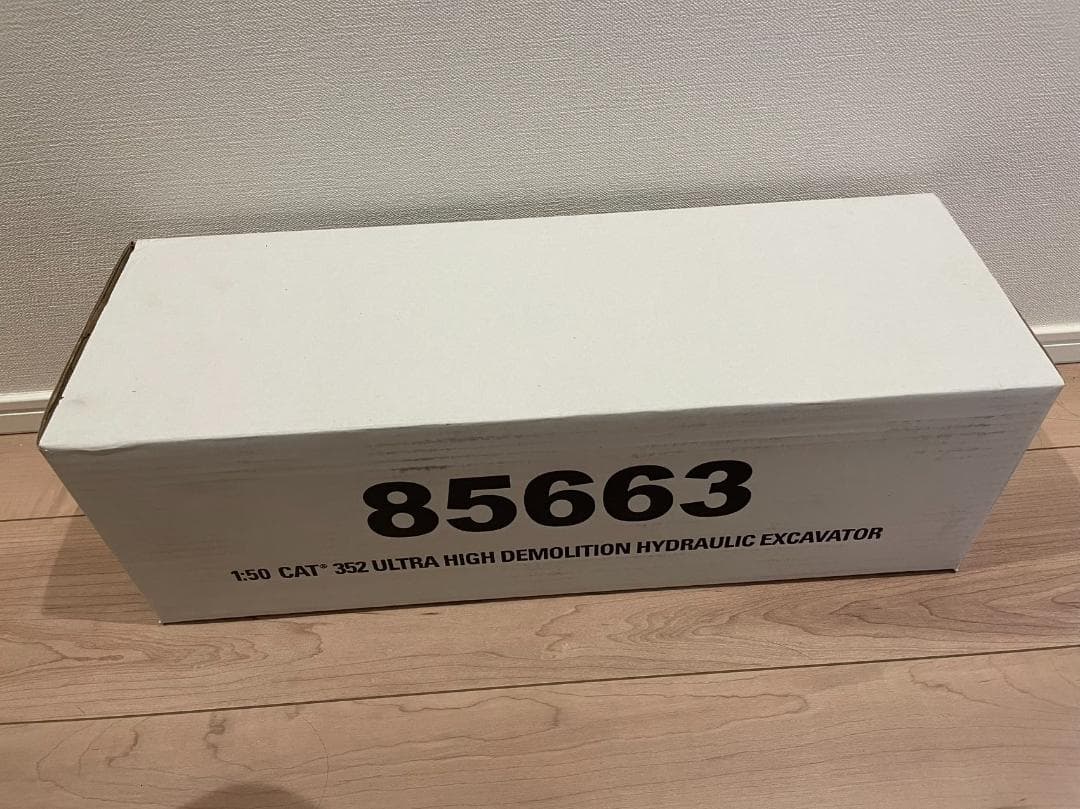 85663
1:50 CAT® 352 ULTRA HIGH DEMOLITION HYDRAULIC EXCAVATOR